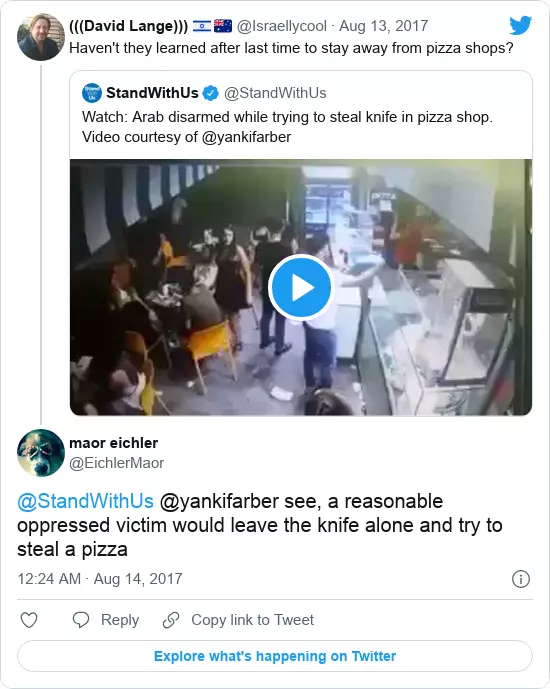 (((David Lange))) 🇮🇱 🇦🇺 @Israellycool · Aug 13, 2017
Haven't they learned after last time to stay away from pizza shops?
StandWithUs @StandWithUs
Watch: Arab disarmed while trying to steal knife in pizza shop.
Video courtesy of @yankifarber
maor eichler
@EichlerMaor
@StandWithUs @yankifarber see, a reasonable
oppressed victim would leave the knife alone and try to
steal a pizza
12:24 AM · Aug 14, 2017
Reply
Copy link to Tweet
Explore what's happening on Twitter